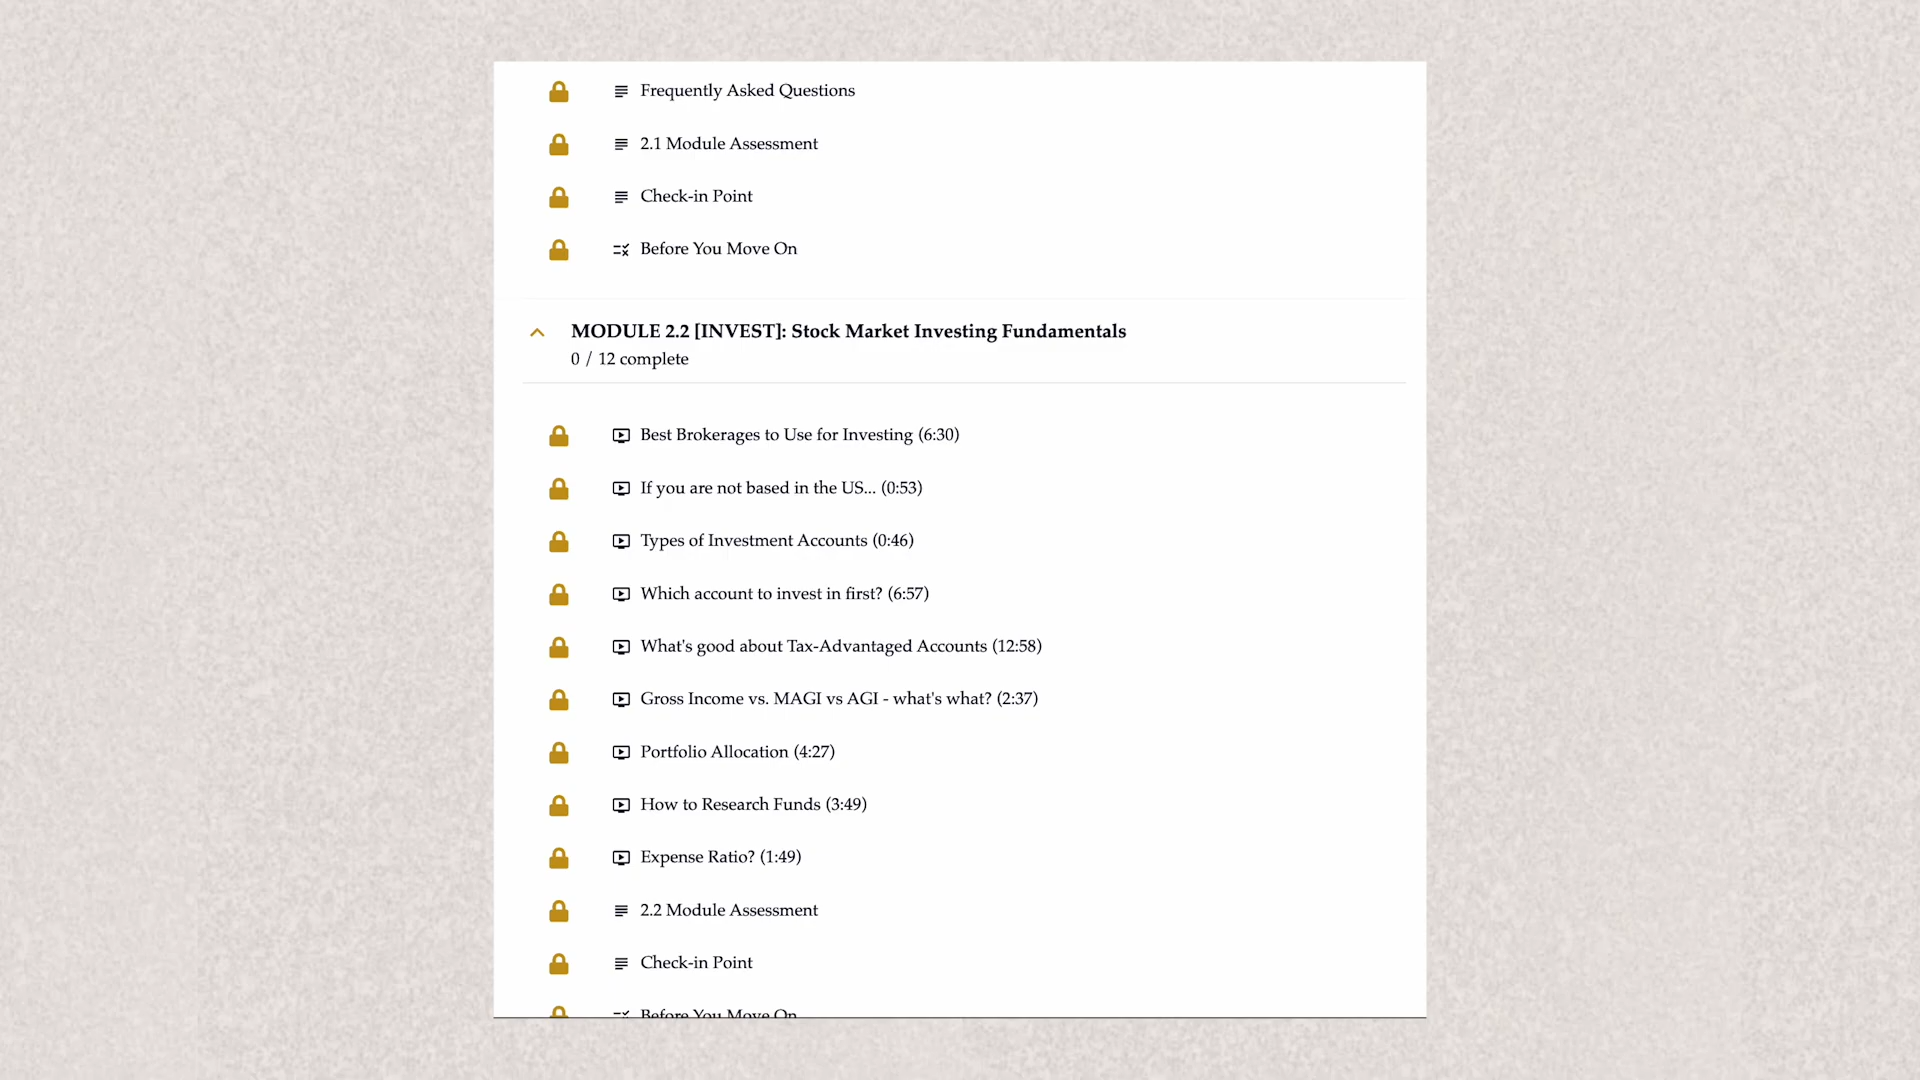 Frequently Asked Questions
2.1 Module Assessment
Check-in Point
Before You Move On
MODULE 2.2 [INVEST]: Stock Market Investing Fundamentals
0 / 12 complete
Best Brokerages to Use for Investing (6:30)
If you are not based in the US... (0:53)
Types of Investment Accounts (0:46)
Which account to invest in first? (6:57)
What's good about Tax-Advantaged Accounts (12:58)
Gross Income vs. MAGI vs AGI - what's what? (2:37)
Portfolio Allocation (4:27)
How to Research Funds (3:49)
Expense Ratio? (1:49)
2.2 Module Assessment
Check-in Point
Before You Move On